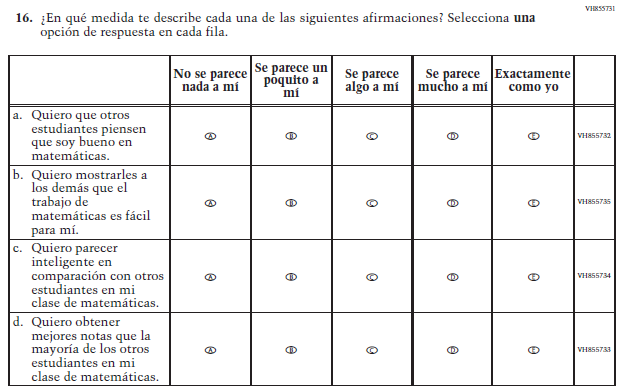 VH855731
16. ¿En qué medida te describe cada una de las siguientes afirmaciones? Selecciona una
opción de respuesta en cada fila.
No se parece
nada a mí
Se parece un
poquito a
mí
Se parece
algo a mí
Se parece
mucho a mí
Exactamente
como yo
a. Quiero que otros
estudiantes piensen
que soy bueno en
matemáticas.
A B C D E VH855732
b. Quiero mostrarles a
los demás que el
trabajo de
matemáticas es fácil
para mí.
A B C D E VH855735
c. Quiero parecer
inteligente en
comparación con otros
estudiantes en mi
clase de matemáticas.
A B C D E VH855734
d. Quiero obtener
mejores notas que la
mayoría de los otros
estudiantes en mi
clase de matemáticas.
A B C D E VH855733